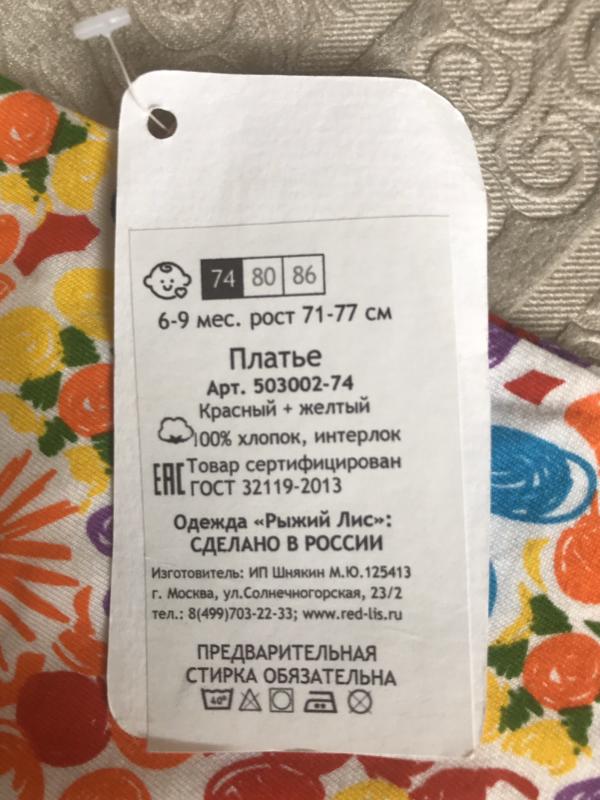 74 80 86
6-9 мес. рост 71-77 см
Платье
Арт. 503002-74
Красный + желтый
100% хлопок, интерлок
EAC Товар сертифицирован
ГОСТ 32119-2013
Одежда «Рыжий Лис»:
СДЕЛАНО В РОССИИ
Изготовитель: ИП Шнякин М.Ю.125413
г. Москва, ул.Солнечногорская, 23/2
тел.: 8(499)703-22-33; www.red-lis.ru
ПРЕДВАРИТЕЛЬНАЯ
СТИРКА ОБЯЗАТЕЛЬНА
40°